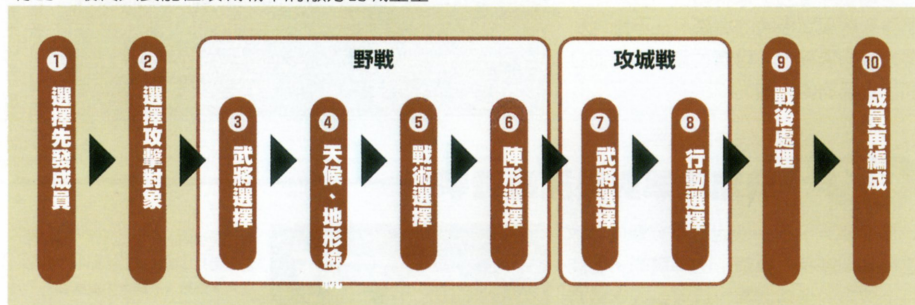 ① 選擇先發成員
② 選擇攻擊對象
野戰
③ 武將選擇
④ 天候、地形檢
⑤ 戰術選擇
⑥ 陣形選擇
攻城戰
⑦ 武將選擇
⑧ 行動選擇
⑨ 戰後處理
⑩ 成員再編成